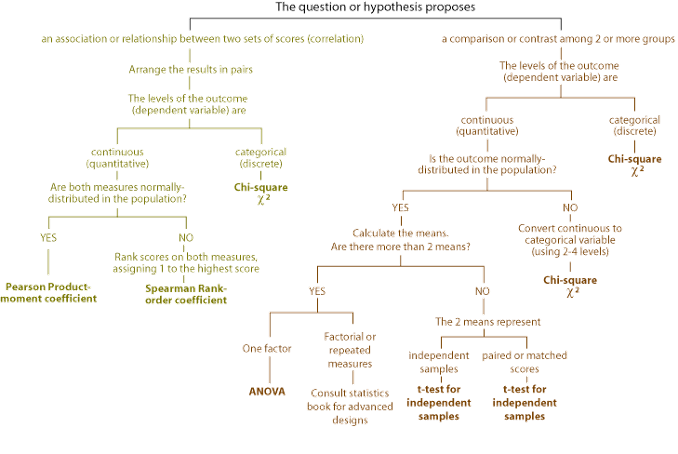 The question or hypothesis proposes
an association or relationship between two sets of scores (correlation)
Arrange the results in pairs
The levels of the outcome
(dependent variable) are
continuous
(quantitative)
categorical
(discrete)
Are both measures normally-
distributed in the population?
Chi-square
χ²
YES
NO
Rank scores on both measures,
assigning 1 to the highest score
Pearson Product-
moment coefficient
Spearman Rank-
order coefficient
a comparison or contrast among 2 or more groups
The levels of the outcome
(dependent variable) are
continuous
(quantitative)
categorical
(discrete)
Is the outcome normally-
distributed in the population?
Chi-square
χ²
YES
NO
Calculate the means.
Are there more than 2 means?
Convert continuous to
categorical variable
(using 2-4 levels)
Chi-square
χ²
YES
NO
One factor
Factorial or
repeated
measures
ANOVA
Consult statistics
book for advanced
designs
The 2 means represent
independent
samples
paired or matched
scores
t-test for
independent
samples
t-test for
independent
samples